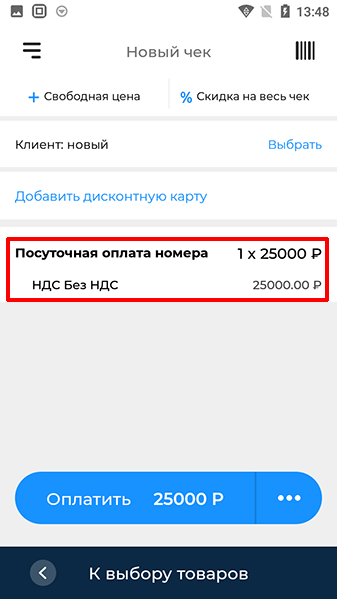 13:48
Новый чек
+ Свободная цена % Скидка на весь чек
Клиент: новый Выбрать
Добавить дисконтную карту
Посуточная оплата номера 1 x 25000 ₽
НДС Без НДС 25000.00 ₽
Оплатить 25000 Р
К выбору товаров